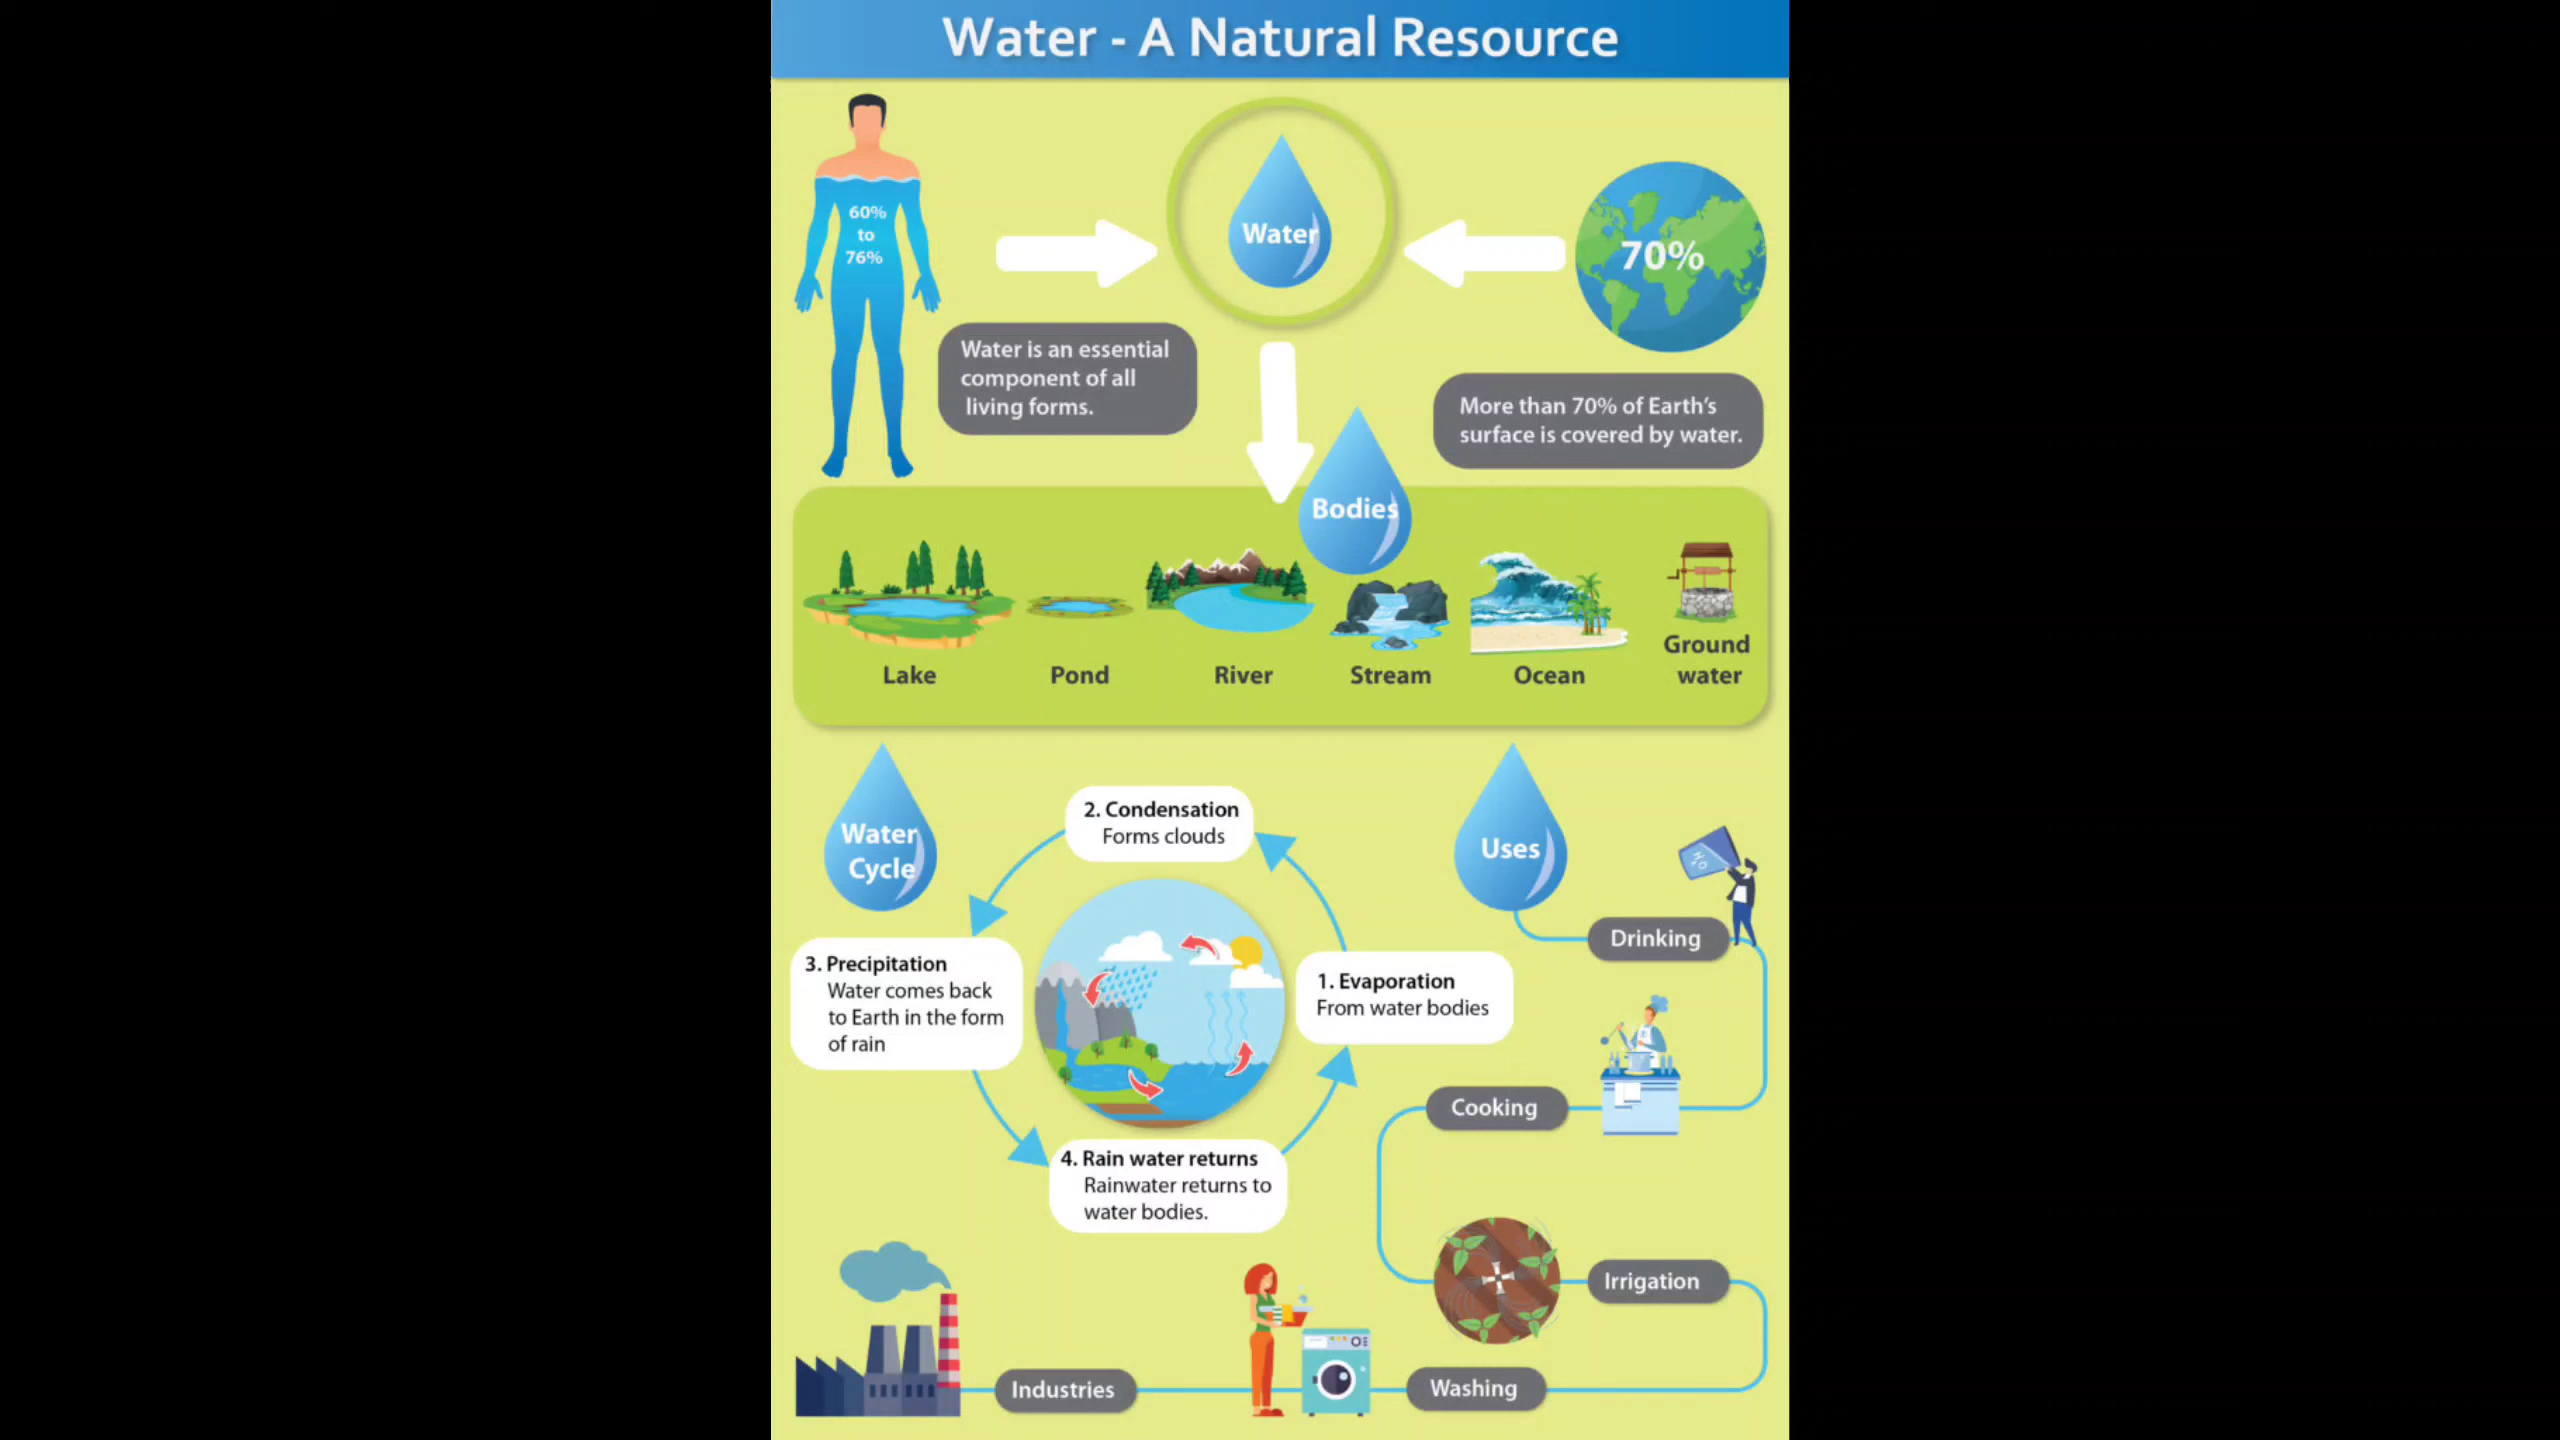 Water - A Natural Resource
60%
to
76%
Water
70%
Water is an essential
component of all
living forms.
More than 70% of Earth's
surface is covered by water.
Bodies
Lake
Pond
River
Stream
Ocean
Ground
water
Water
Cycle
2. Condensation
Forms clouds
3. Precipitation
Water comes back
to Earth in the form
of rain
1. Evaporation
From water bodies
4. Rain water returns
Rainwater returns to
water bodies.
Uses
H2O
Drinking
Cooking
Irrigation
Washing
Industries